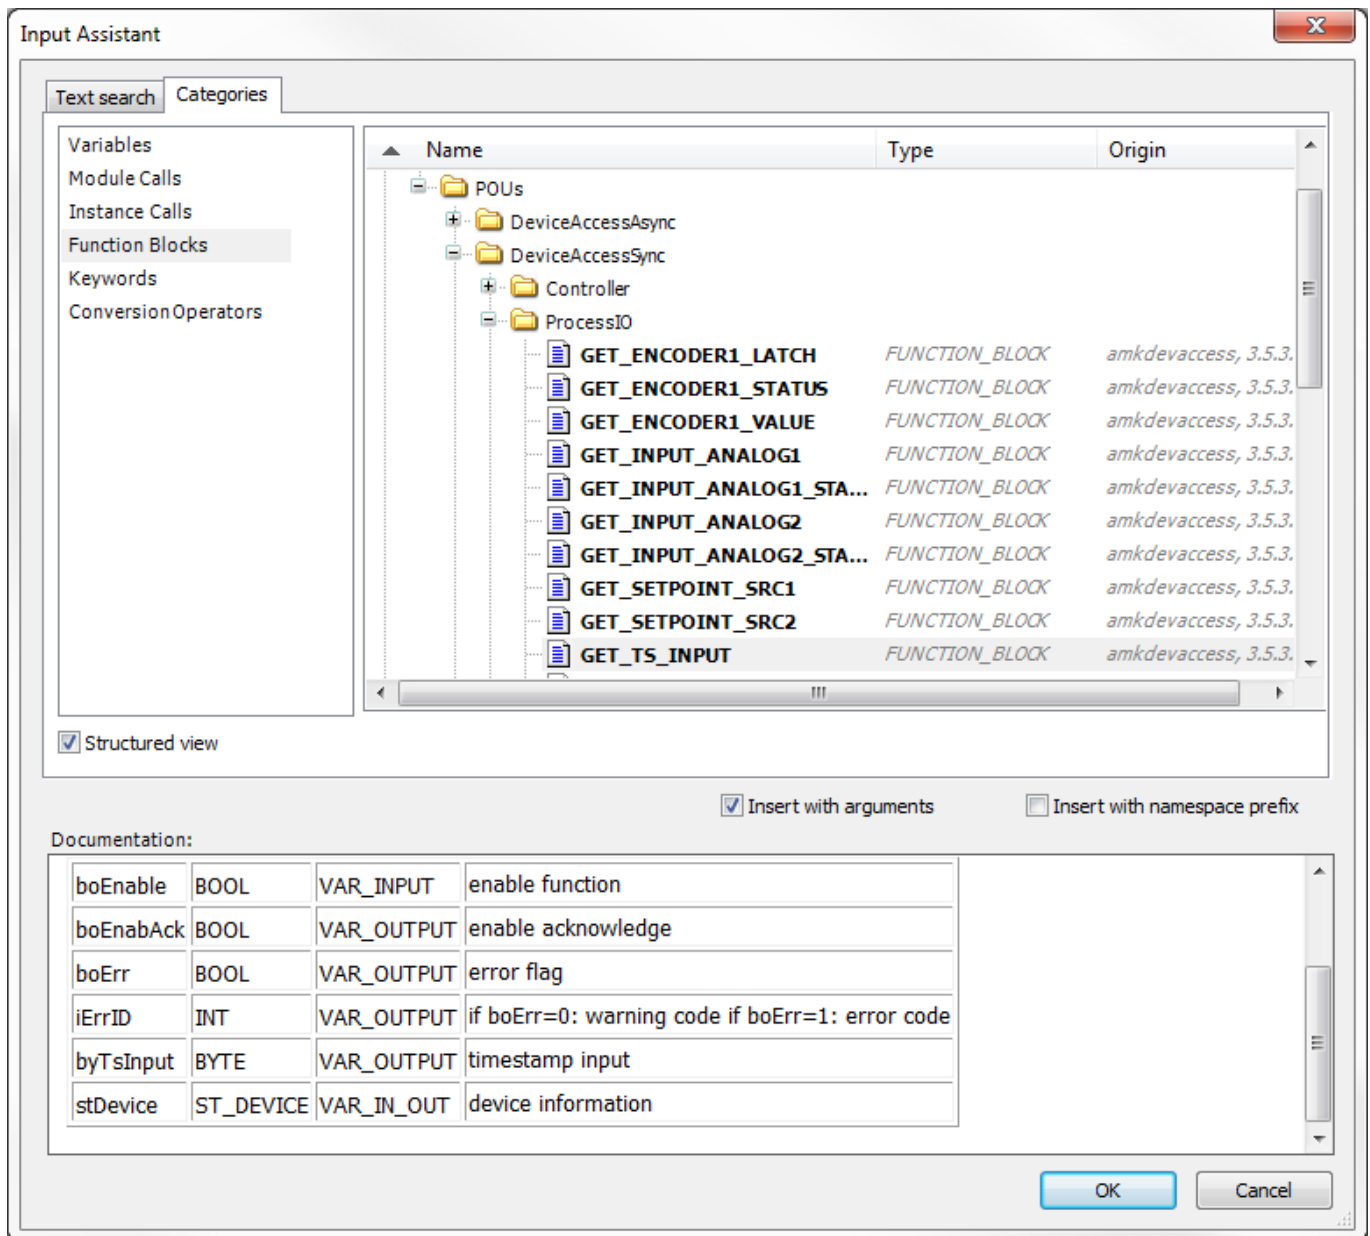 Input Assistant
Text search Categories
Variables
Module Calls
Instance Calls
Function Blocks
Keywords
Conversion Operators
Name Type Origin
POUs
DeviceAccessAsync
DeviceAccessSync
Controller
ProcessIO
GET_ENCODER1_LATCH FUNCTION_BLOCK amkdevaccess, 3.5.3.
GET_ENCODER1_STATUS FUNCTION_BLOCK amkdevaccess, 3.5.3.
GET_ENCODER1_VALUE FUNCTION_BLOCK amkdevaccess, 3.5.3.
GET_INPUT_ANALOG1 FUNCTION_BLOCK amkdevaccess, 3.5.3.
GET_INPUT_ANALOG1_STA... FUNCTION_BLOCK amkdevaccess, 3.5.3.
GET_INPUT_ANALOG2 FUNCTION_BLOCK amkdevaccess, 3.5.3.
GET_INPUT_ANALOG2_STA... FUNCTION_BLOCK amkdevaccess, 3.5.3.
GET_SETPOINT_SRC1 FUNCTION_BLOCK amkdevaccess, 3.5.3.
GET_SETPOINT_SRC2 FUNCTION_BLOCK amkdevaccess, 3.5.3.
GET_TS_INPUT FUNCTION_BLOCK amkdevaccess, 3.5.3.
Structured view
Insert with arguments Insert with namespace prefix
Documentation:
boEnable BOOL VAR_INPUT enable function
boEnabAck BOOL VAR_OUTPUT enable acknowledge
boErr BOOL VAR_OUTPUT error flag
iErrID INT VAR_OUTPUT if boErr=0: warning code if boErr=1: error code
byTsInput BYTE VAR_OUTPUT timestamp input
stDevice ST_DEVICE VAR_IN_OUT device information
OK Cancel